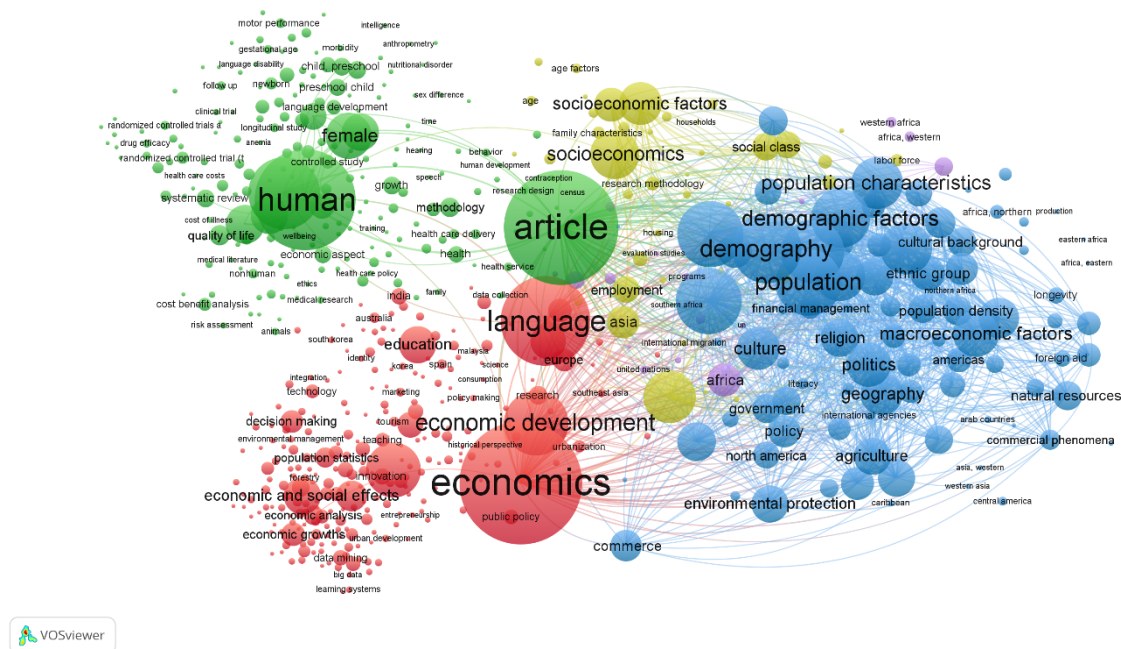 motor performance
intelligence
gestational age
morbidity
anthropometry
language disability
child, preschool
nutritional disorder
age factors
follow up
newborn
preschool child
sex difference
clinical trial
language development
age
socioeconomic factors
households
western africa
randomized controlled trials a
longitudinal study
time
africa, western
drug efficacy
anemia
female
family characteristics
social class
randomized controlled trial (t
controlled study
hearing
behavior
socioeconomics
labor force
health care costs
human development
speech
contraception
research methodology
population characteristics
systematic review
human
growth
research design
census
cost of illness
methodology
article
demographic factors
africa, northern
production
quality of life
wellbeing
training
health care delivery
housing
demography
cultural background
eastern africa
medical literature
economic aspect
health
evaluation studies
africa, eastern
nonhuman
health care policy
health service
programs
ethnic group
ethics
family
employment
southern africa
population
northern africa
longevity
cost benefit analysis
medical research
india
data collection
financial management
population density
risk assessment
animals
australia
language
asia
un
religion
macroeconomic factors
south korea
education
malaysia
international migration
culture
identity
korea
spain
science
europe
politics
americas
foreign aid
integration
consumption
united nations
africa
literacy
technology
marketing
policy making
research
southeast asia
geography
natural resources
decision making
tourism
economic development
government
international agencies
arab countries
environmental management
teaching
historical perspective
urbanization
policy
commercial phenomena
population statistics
north america
agriculture
asia, western
forestry
innovation
economics
western asia
economic and social effects
environmental protection
caribbean
central america
economic analysis
entrepreneurship
public policy
economic growths
urban development
commerce
data mining
big data
learning systems
VOSviewer